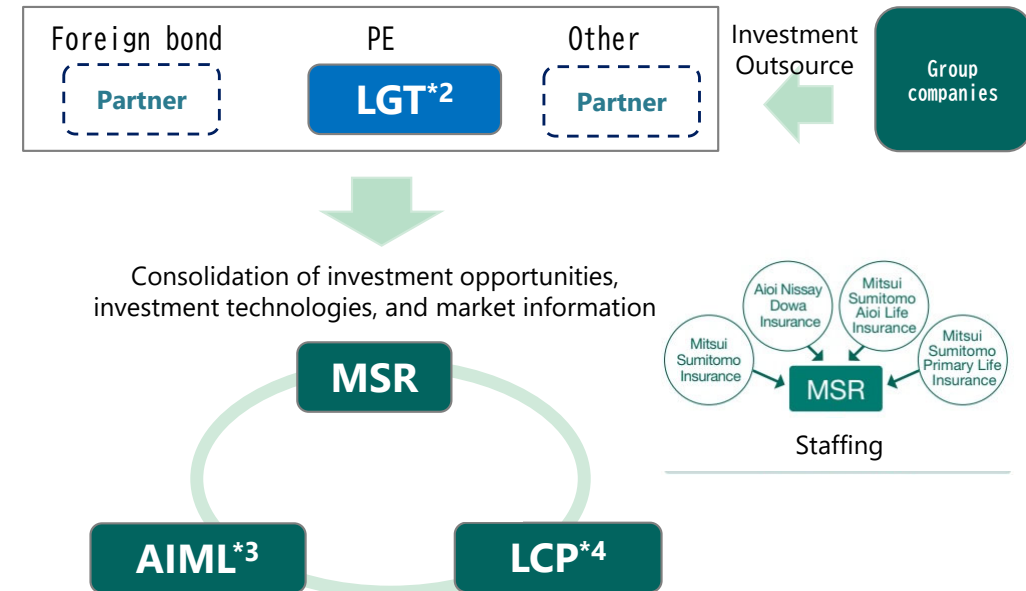 Foreign bond
PE
Other
Partner
LGT*2
Partner
Investment
Outsource
Group
companies
Consolidation of investment opportunities,
investment technologies, and market information
MSR
AIML*3
LCP*4
Mitsui
Sumitomo
Insurance
Aioi Nissay
Dowa
Insurance
Mitsui
Sumitomo
Aioi Life
Insurance
Mitsui
Sumitomo
Primary Life
Insurance
MSR
Staffing